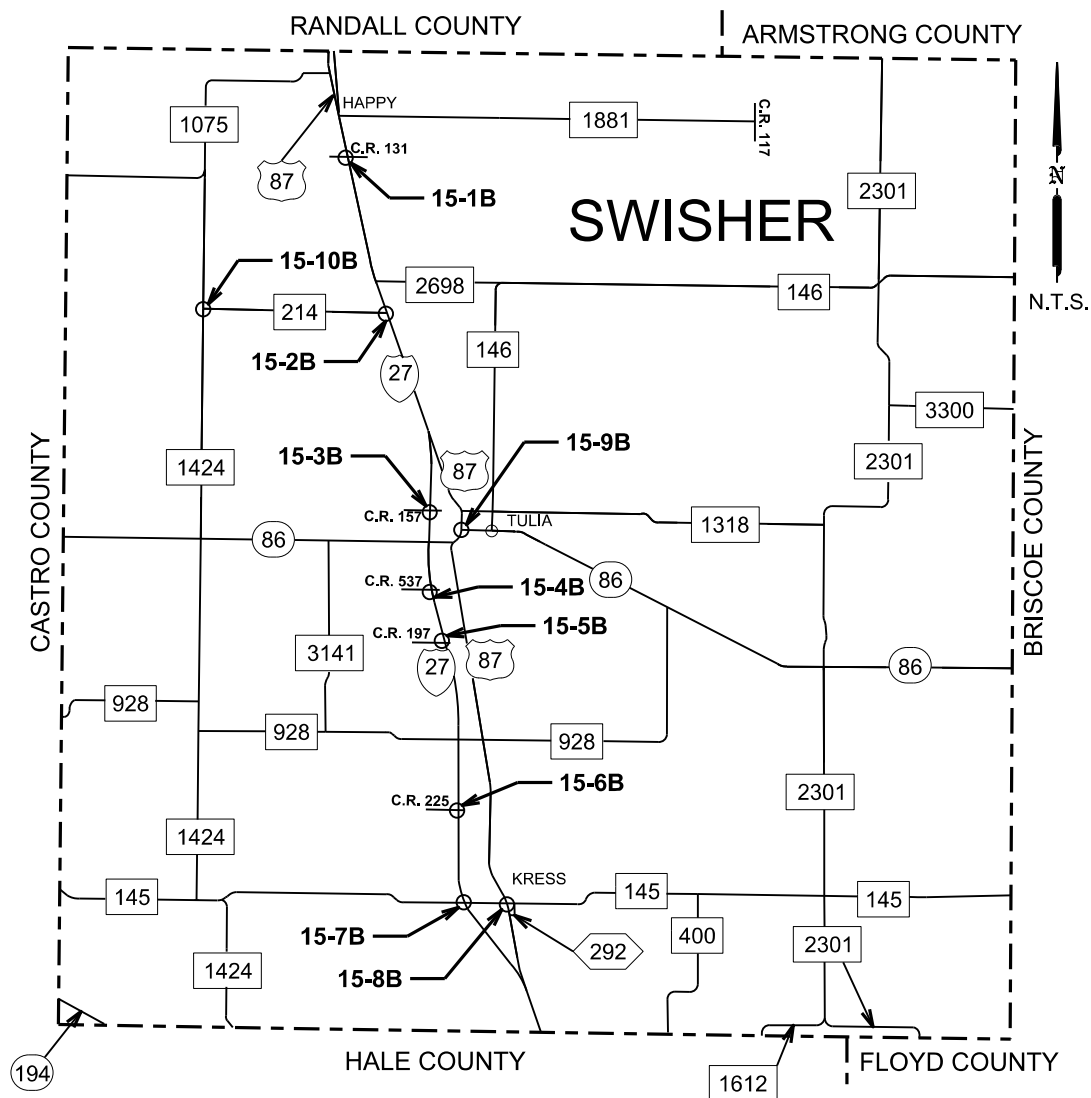 RANDALL COUNTY
ARMSTRONG COUNTY
HAPPY
1075
1881
C.R. 117
C.R. 131
87
15-1B
2301
N
SWISHER
15-10B
2698
146
N.T.S.
214
146
15-2B
27
3300
15-9B
1424
15-3B
87
2301
C.R. 157
TULIA
1318
86
CASTRO COUNTY
BRISCOE COUNTY
C.R. 537
15-4B
86
C.R. 197
15-5B
3141
27
87
86
928
928
928
15-6B
2301
C.R. 225
1424
KRESS
145
145
145
15-7B
292
400
2301
1424
15-8B
HALE COUNTY
FLOYD COUNTY
194
1612